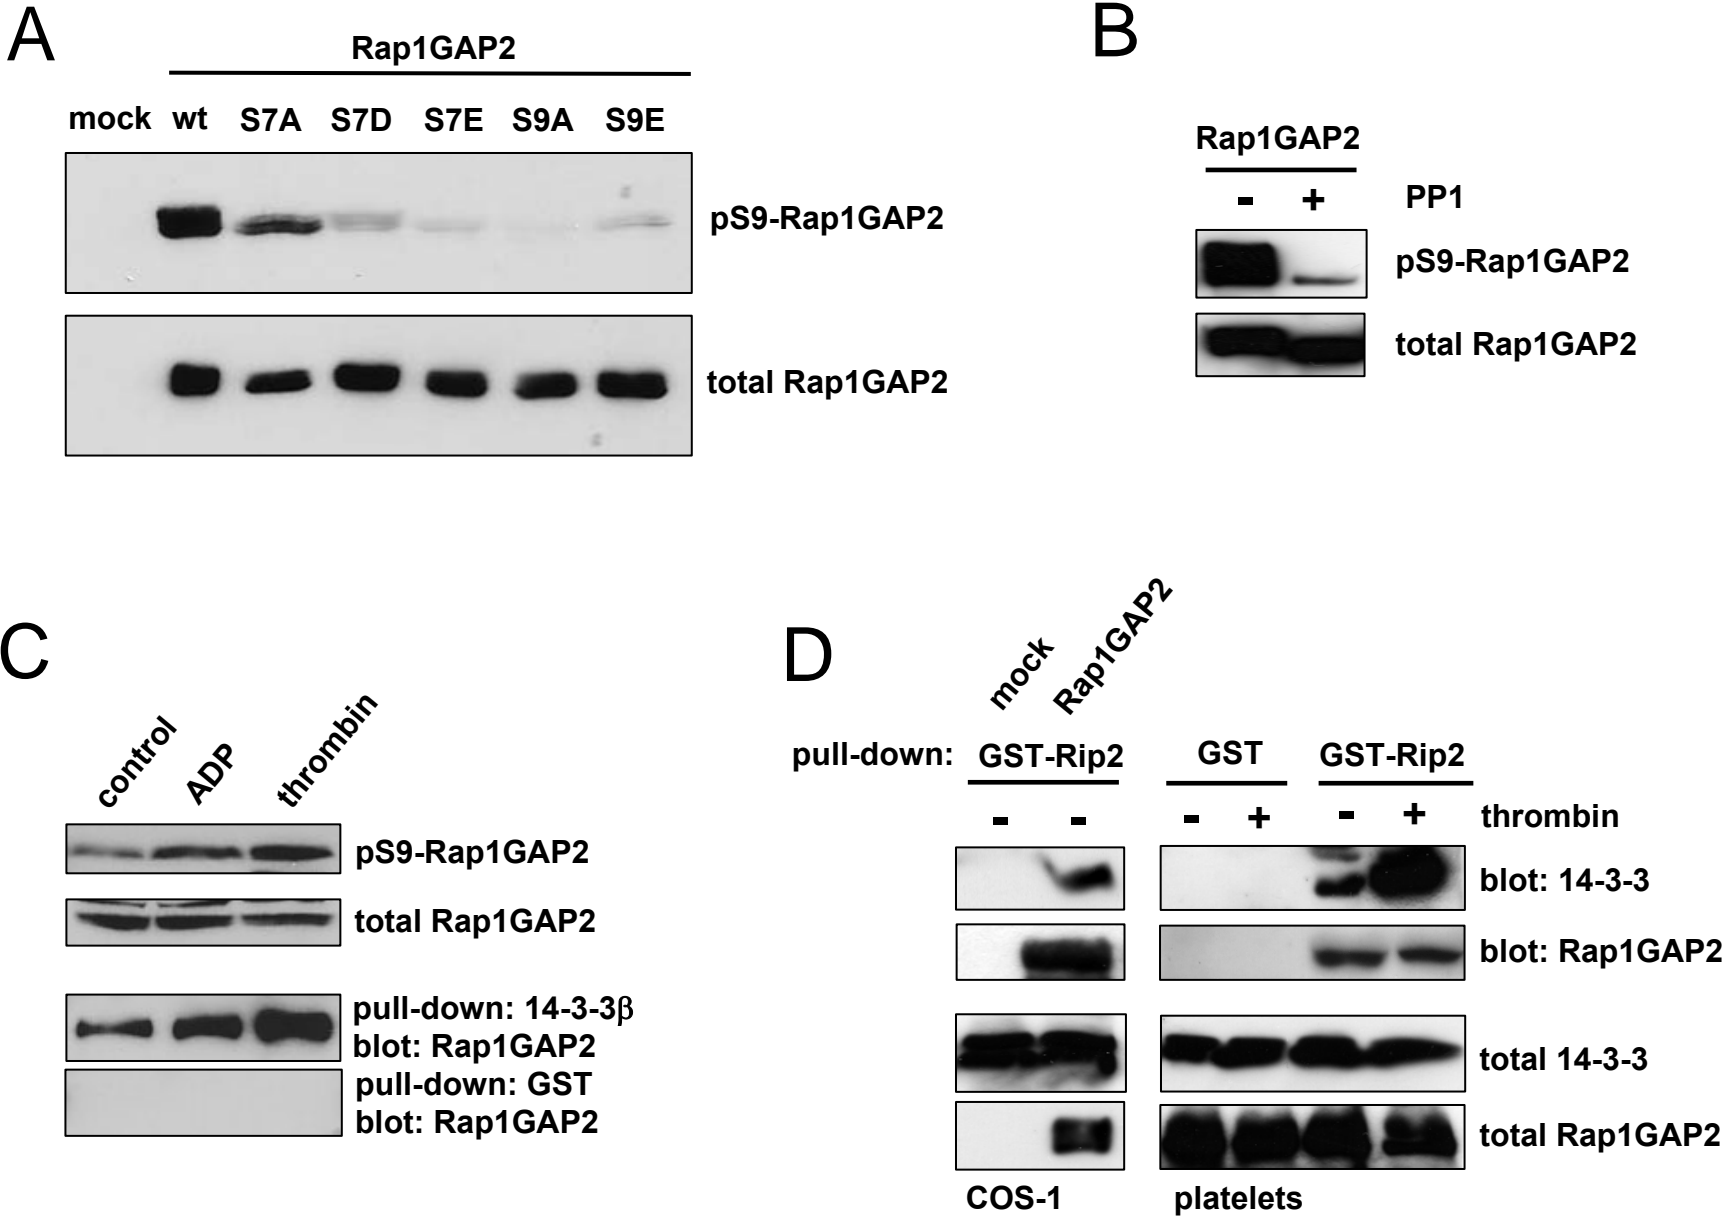 A
Rap1GAP2
mock wt S7A S7D S7E S9A S9E
pS9-Rap1GAP2
total Rap1GAP2
B
Rap1GAP2
- + PP1
pS9-Rap1GAP2
total Rap1GAP2
C
control ADP thrombin
pS9-Rap1GAP2
total Rap1GAP2
pull-down: 14-3-3β
blot: Rap1GAP2
pull-down: GST
blot: Rap1GAP2
D
mock Rap1GAP2
pull-down: GST-Rip2 GST GST-Rip2
- - - + - + thrombin
blot: 14-3-3
blot: Rap1GAP2
total 14-3-3
total Rap1GAP2
COS-1 platelets